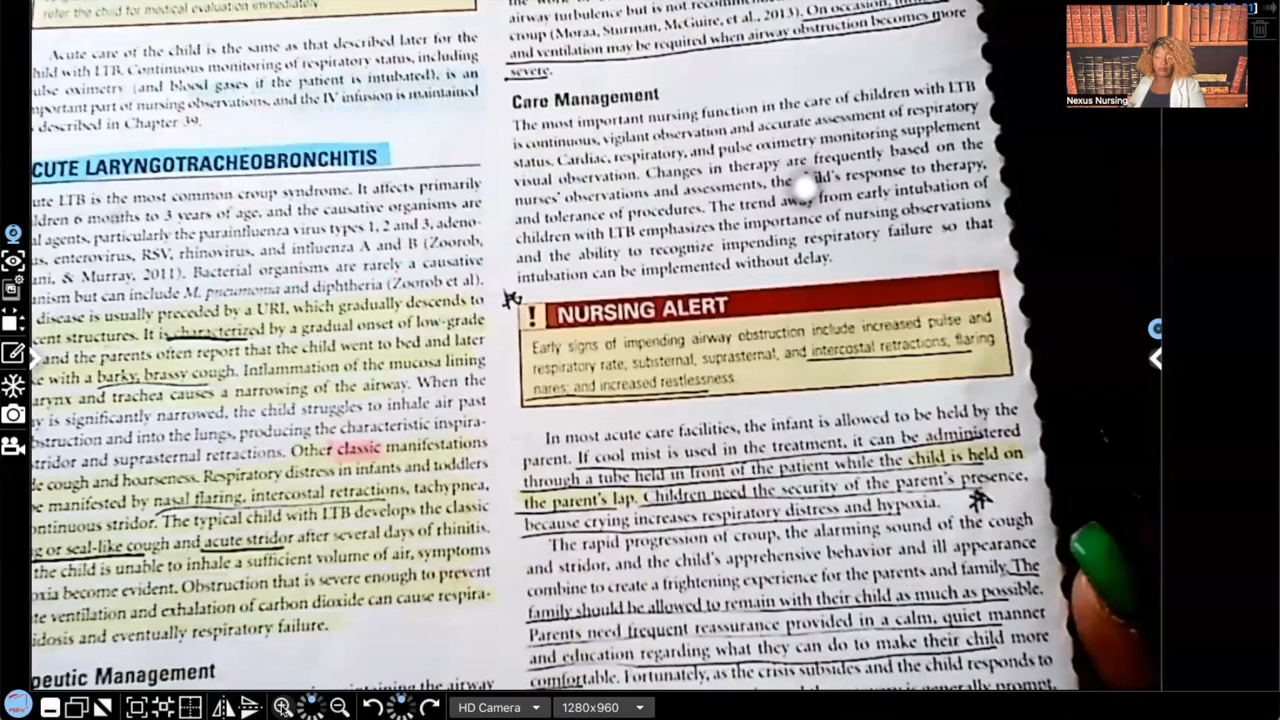 refer the child for medical evaluation immediately.
Acute care of the child is the same as that described later for the
hild with LTB. Continuous monitoring of respiratory status, including
ulse oximetry (and blood gases if the patient is intubated), is an
mportant part of nursing observations, and the IV infusion is maintained
described in Chapter 39.
CUTE LARYNGOTRACHEOBRONCHITIS
ute LTB is the most common croup syndrome. It affects primarily
ldren 6 months to 3 years of age, and the causative organisms are
al agents, particularly the parainfluenza virus types 1, 2 and 3, adeno-
us, enterovirus, RSV, rhinovirus, and influenza A and B (Zoorob,
ani, & Murray, 2011). Bacterial organisms are rarely a causative
anism but can include M. pneumonia and diphtheria (Zoorob et al).
disease is usually preceded by a URI, which gradually descends to
cent structures. It is characterized by a gradual onset of low-grade
and the parents often report that the child went to bed and later
ke with a barky, brassy cough. Inflammation of the mucosa lining
arynx and trachea causes a narrowing of the airway. When the
y is significantly narrowed, the child struggles to inhale air past
bstruction and into the lungs, producing the characteristic inspira-
stridor and suprasternal retractions. Other classic manifestations
de cough and hoarseness. Respiratory distress in infants and toddlers
e manifested by nasal flaring, intercostal retractions, tachypnea,
ontinuous stridor. The typical child with LTB develops the classic
g or seal-like cough and acute stridor after several days of rhinitis.
the child is unable to inhale a sufficient volume of air, symptoms
oxia become evident. Obstruction that is severe enough to prevent
te ventilation and exhalation of carbon dioxide can cause respira-
idosis and eventually respiratory failure.
peutic Management
the airway
airway turbulence but is not
croup (Moraa, Sturman, McGuire, et al., 2013). On occasion,
and ventilation may be required when airway obstruction becomes more
severe.
Care Management
The most important nursing function in the care of children with LTB
is continuous, vigilant observation and accurate assessment of respiratory
status. Cardiac, respiratory, and pulse oximetry monitoring supplement
visual observation. Changes in therapy are frequently based on the
nurses' observations and assessments, the ild's response to therapy,
and tolerance of procedures. The trend away from early intubation of
children with LTB emphasizes the importance of nursing observations
and the ability to recognize impending respiratory failure so that
intubation can be implemented without delay.
! NURSING ALERT
Early signs of impending airway obstruction include increased pulse and
respiratory rate, substernal, suprasternal, and intercostal retractions, flaring
nares; and increased restlessness.
In most acute care facilities, the infant is allowed to be held by the
parent. If cool mist is used in the treatment, it can be administered
through a tube held in front of the patient while the child is held on
the parent's lap. Children need the security of the parent's presence,
because crying increases respiratory distress and hypoxia.
The rapid progression of croup, the alarming sound of the cough
and stridor, and the child's apprehensive behavior and ill appearance
combine to create a frightening experience for the parents and family. The
family should be allowed to remain with their child as much as possible.
Parents need frequent reassurance provided in a calm, quiet manner
and education regarding what they can do to make their child more
comfortable. Fortunately, as the crisis subsides and the child responds to
generally prompt.
Nexus Nursing
HD Camera
1280x960